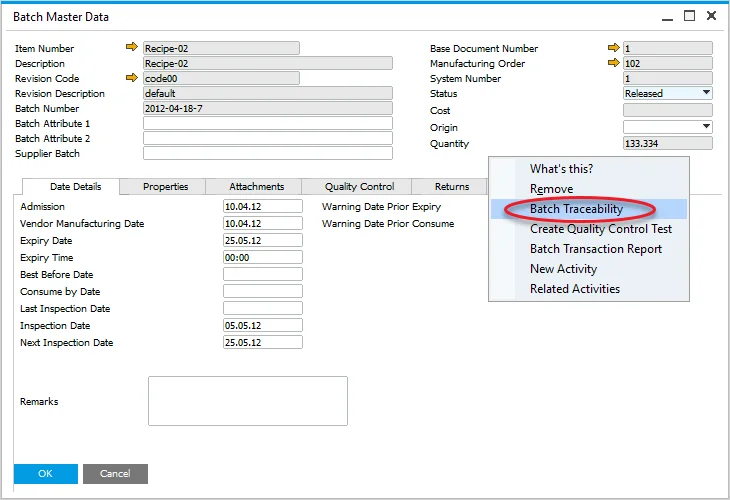 Batch Master Data
Item Number Recipe-02 Base Document Number 1
Description Recipe-02 Manufacturing Order 102
Revision Code code00 System Number 1
Revision Description default Status Released
Batch Number 2012-04-18-7 Cost
Batch Attribute 1 Origin
Batch Attribute 2 Quantity 133.334
Supplier Batch
What's this?
Remove
Batch Traceability
Create Quality Control Test
Batch Transaction Report
New Activity
Related Activities
Date Details Properties Attachments Quality Control Returns
Admission 10.04.12 Warning Date Prior Expiry
Vendor Manufacturing Date 10.04.12 Warning Date Prior Consume
Expiry Date 25.05.12
Expiry Time 00:00
Best Before Date
Consume by Date
Last Inspection Date
Inspection Date 05.05.12
Next Inspection Date 25.05.12
Remarks
OK Cancel